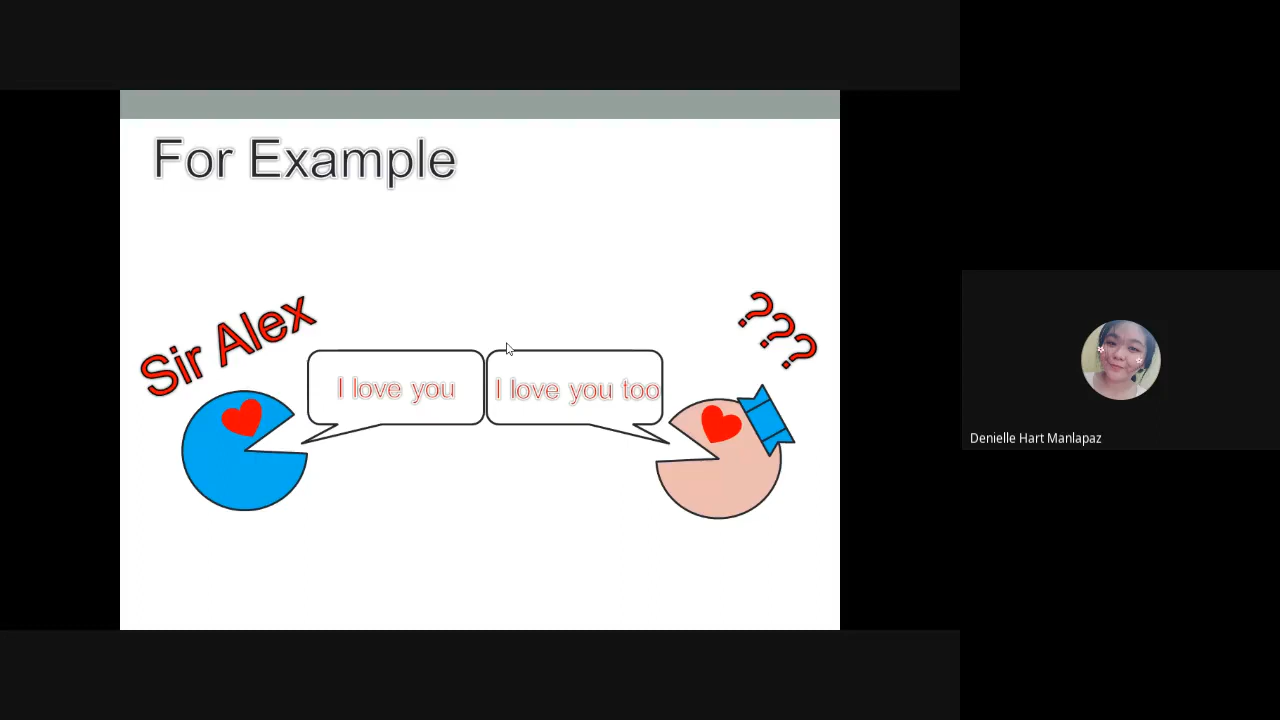 For Example
Sir Alex
???
I love you
I love you too
Denielle Hart Manlapaz